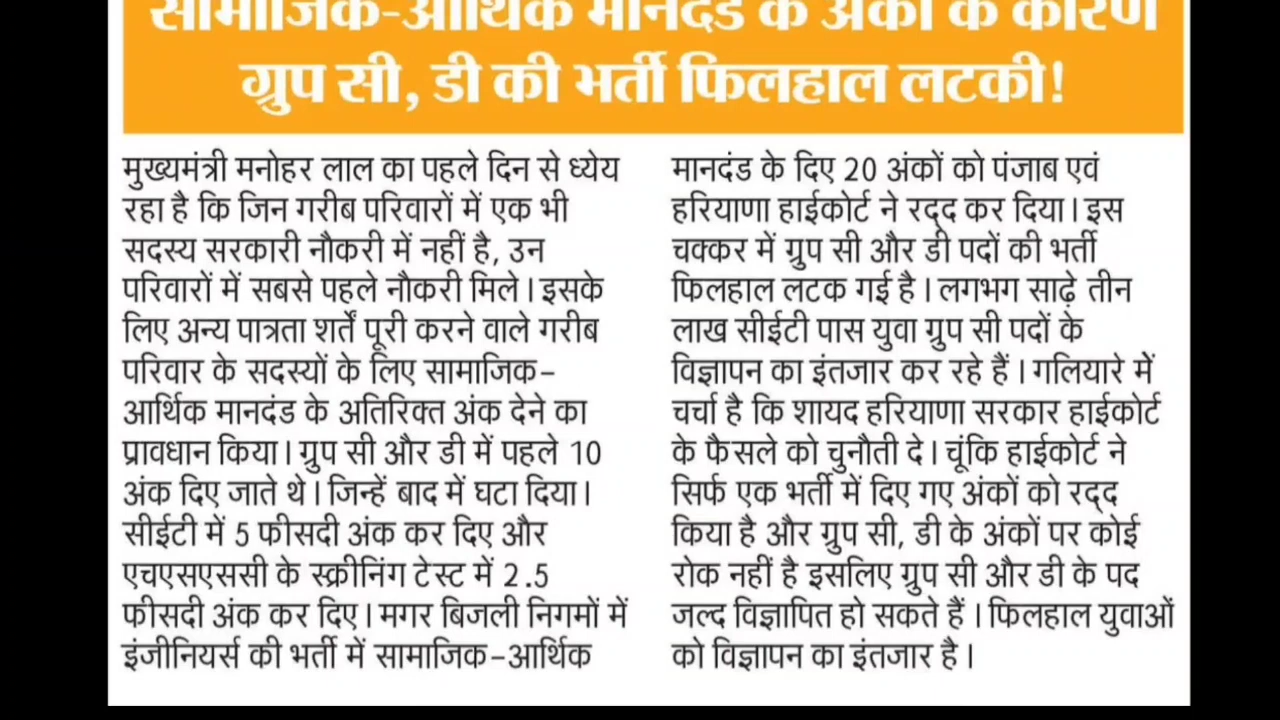 सामाजिक-आर्थिक मानदंड के अंकों के कारण
ग्रुप सी, डी की भर्ती फिलहाल लटकी!
मुख्यमंत्री मनोहर लाल का पहले दिन से ध्येय
रहा है कि जिन गरीब परिवारों में एक भी
सदस्य सरकारी नौकरी में नहीं है, उन
परिवारों में सबसे पहले नौकरी मिले। इसके
लिए अन्य पात्रता शर्तें पूरी करने वाले गरीब
परिवार के सदस्यों के लिए सामाजिक-
आर्थिक मानदंड के अतिरिक्त अंक देने का
प्रावधान किया। ग्रुप सी और डी में पहले 10
अंक दिए जाते थे। जिन्हें बाद में घटा दिया।
सीईटी में 5 फीसदी अंक कर दिए और
एचएसएससी के स्क्रीनिंग टेस्ट में 2.5
फीसदी अंक कर दिए। मगर बिजली निगमों में
इंजीनियर्स की भर्ती में सामाजिक-आर्थिक
मानदंड के दिए 20 अंकों को पंजाब एवं
हरियाणा हाईकोर्ट ने रद्द कर दिया। इस
चक्कर में ग्रुप सी और डी पदों की भर्ती
फिलहाल लटक गई है। लगभग साढ़े तीन
लाख सीईटी पास युवा ग्रुप सी पदों के
विज्ञापन का इंतजार कर रहे हैं। गलियारे में
चर्चा है कि शायद हरियाणा सरकार हाईकोर्ट
के फैसले को चुनौती दे। चूंकि हाईकोर्ट ने
सिर्फ एक भर्ती में दिए गए अंकों को रद्द
किया है और ग्रुप सी, डी के अंकों पर कोई
रोक नहीं है इसलिए ग्रुप सी और डी के पद
जल्द विज्ञापित हो सकते हैं। फिलहाल युवाओं
को विज्ञापन का इंतजार है।